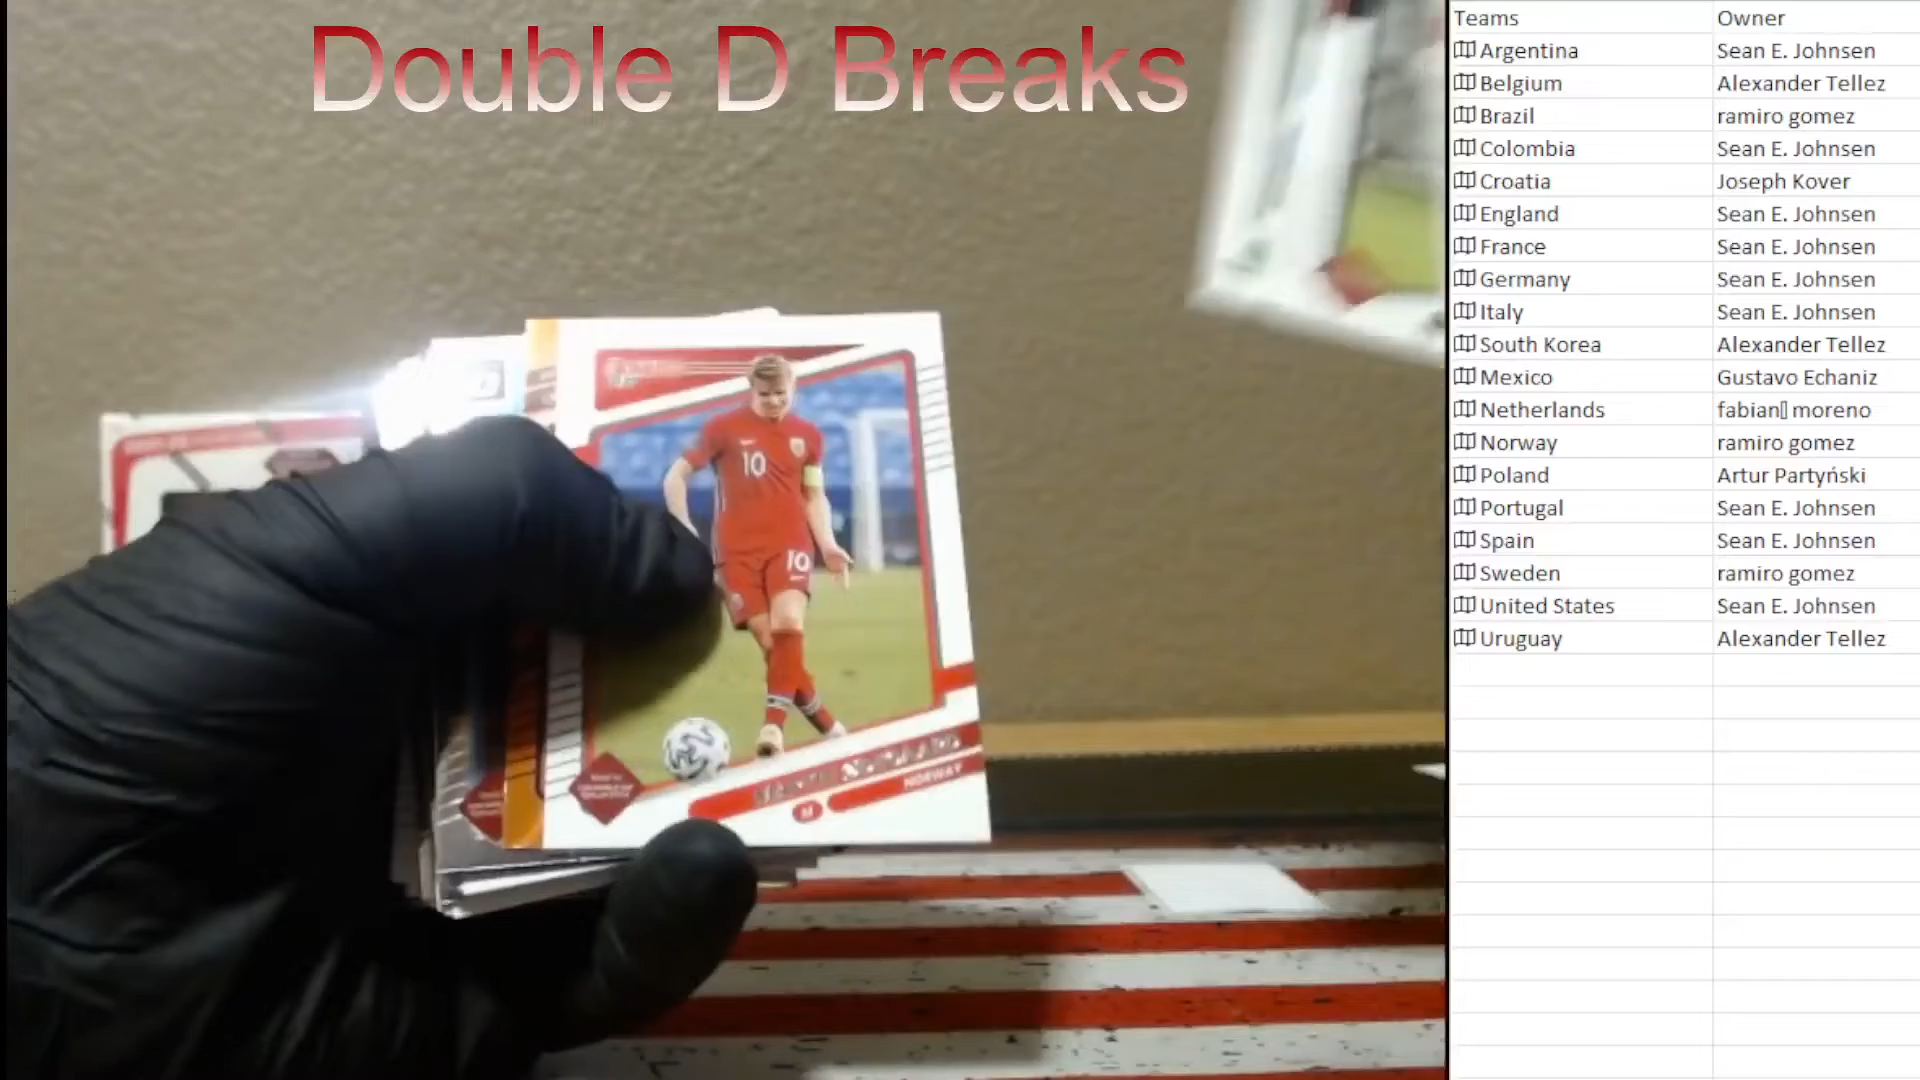 Double D Breaks
Teams Owner
Argentina Sean E. Johnsen
Belgium Alexander Tellez
Brazil ramiro gomez
Colombia Sean E. Johnsen
Croatia Joseph Kover
England Sean E. Johnsen
France Sean E. Johnsen
Germany Sean E. Johnsen
Italy Sean E. Johnsen
South Korea Alexander Tellez
Mexico Gustavo Echaniz
Netherlands fabian▯ moreno
Norway ramiro gomez
Poland Artur Partyński
Portugal Sean E. Johnsen
Spain Sean E. Johnsen
Sweden ramiro gomez
United States Sean E. Johnsen
Uruguay Alexander Tellez
10
10
NORWAY
M